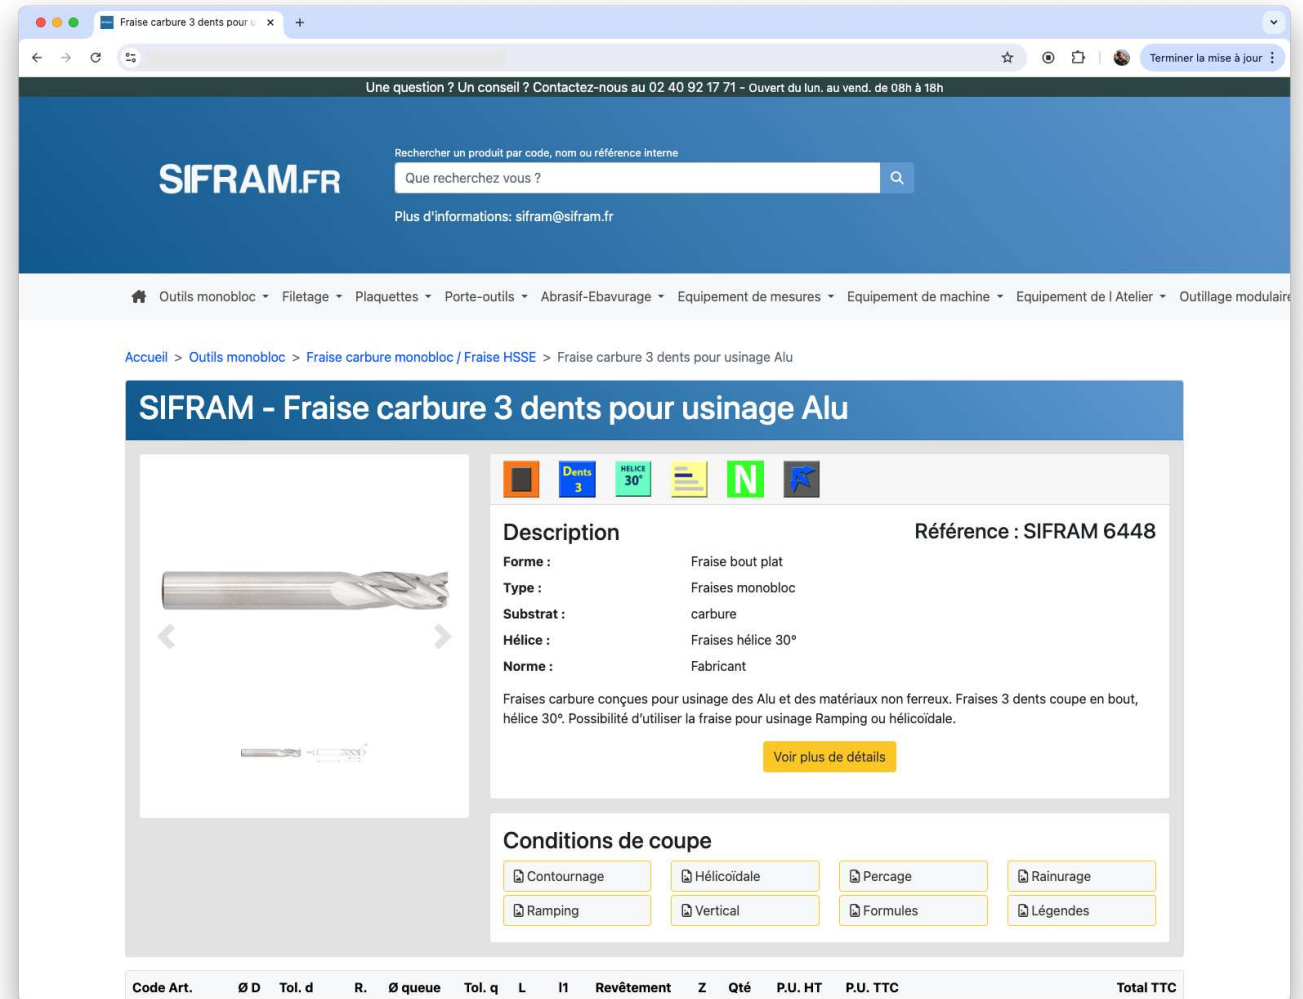 Fraise carbure 3 dents pour u
Terminer la mise à jour
Une question ? Un conseil ? Contactez-nous au 02 40 92 17 71 - Ouvert du lun. au vend. de 08h à 18h
SIFRAM.FR
Rechercher un produit par code, nom ou référence interne
Que recherchez vous ?
Plus d'informations: sifram@sifram.fr
Outils monobloc Filetage Plaquettes Porte-outils Abrasif-Ebavurage Equipement de mesures Equipement de machine Equipement de l Atelier Outillage modulaire
Accueil > Outils monobloc > Fraise carbure monobloc / Fraise HSSE > Fraise carbure 3 dents pour usinage Alu
SIFRAM - Fraise carbure 3 dents pour usinage Alu
Dents 3
HELICE 30°
N
Description
Référence : SIFRAM 6448
Forme : Fraise bout plat
Type : Fraises monobloc
Substrat : carbure
Hélice : Fraises hélice 30°
Norme : Fabricant
Fraises carbure conçues pour usinage des Alu et des matériaux non ferreux. Fraises 3 dents coupe en bout,
hélice 30°. Possibilité d'utiliser la fraise pour usinage Ramping ou hélicoïdale.
Voir plus de détails
Conditions de coupe
Contournage Hélicoïdale Percage Rainurage
Ramping Vertical Formules Légendes
Code Art. Ø D Tol. d R. Ø queue Tol. q L l1 Revêtement Z Qté P.U. HT P.U. TTC Total TTC